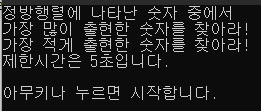 정방행렬에 나타난 숫자 중에서
가장 많이 출현한 숫자를 찾아라!
가장 적게 출현한 숫자를 찾아라!
제한시간은 5초입니다.
아무키나 누르면 시작합니다.